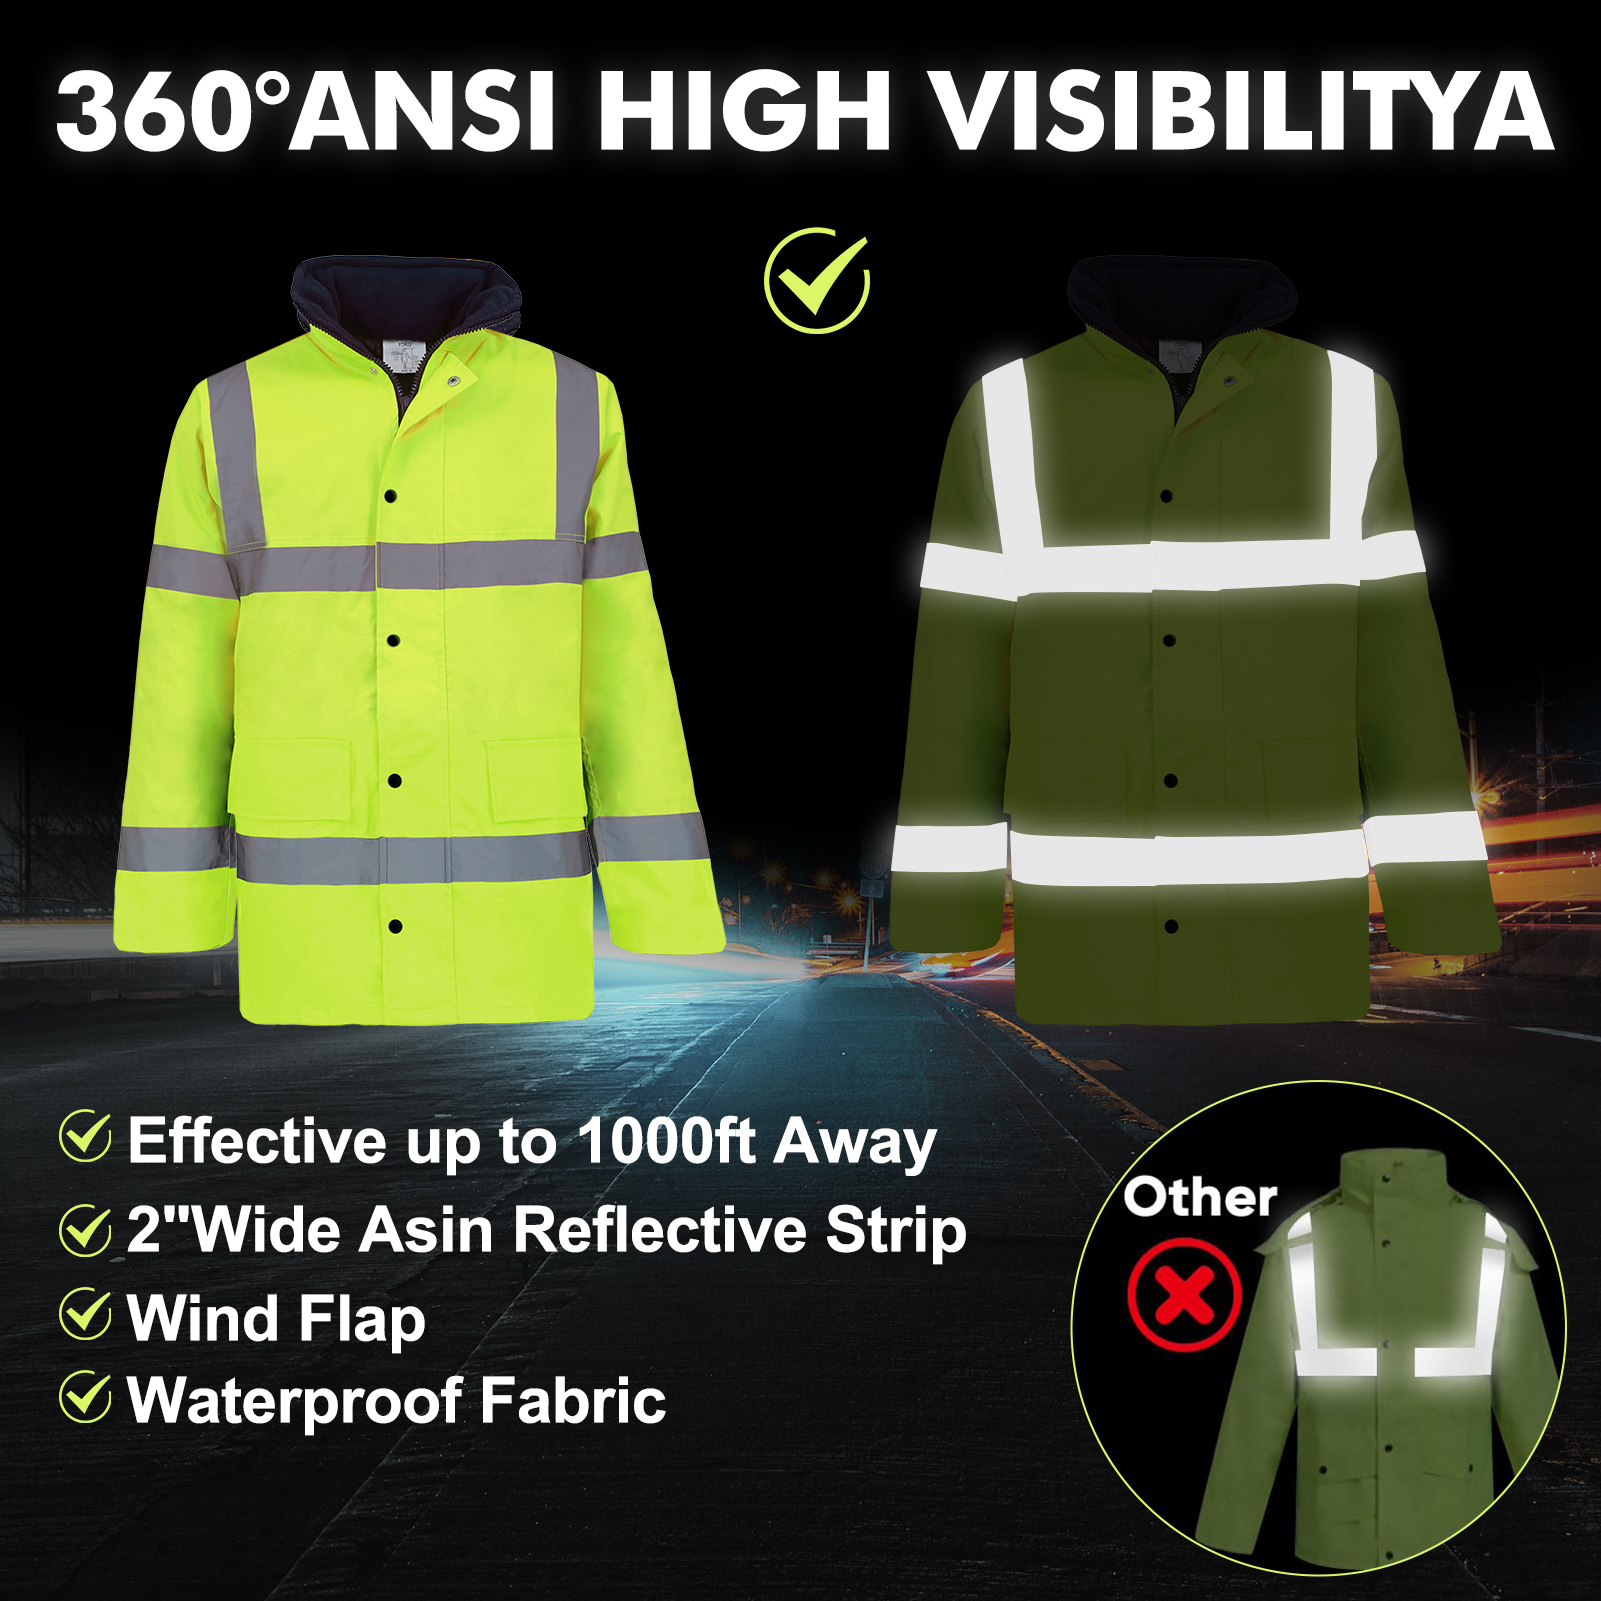 360°ANSI HIGH VISIBILITYA
YOKO
Effective up to 1000ft Away
2"Wide Asin Reflective Strip
Wind Flap
Waterproof Fabric
Other